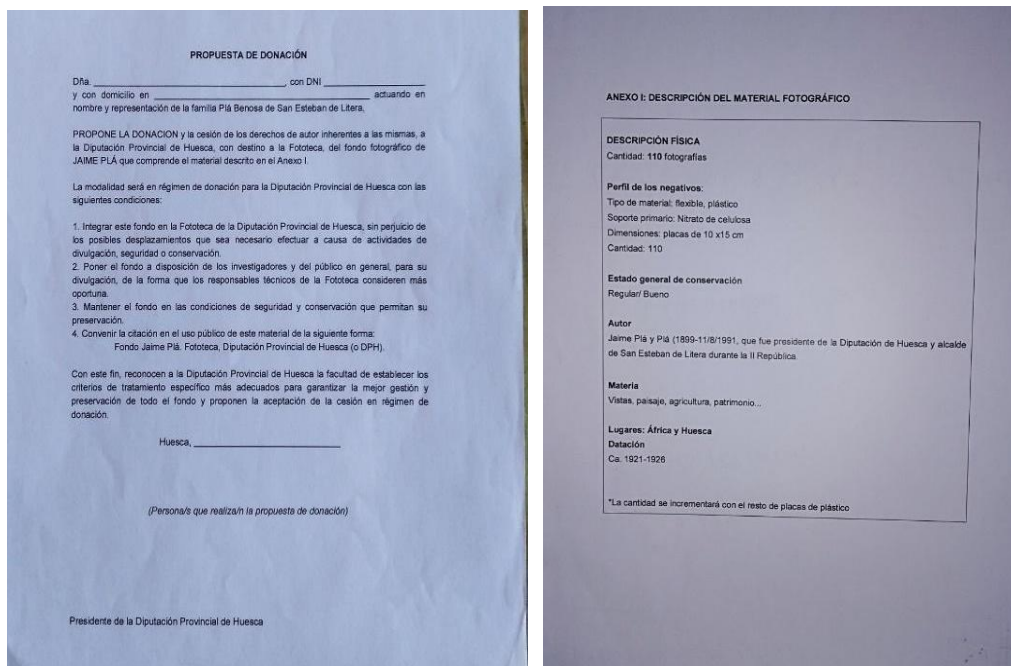 PROPUESTA DE DONACIÓN
Dña. ______________________, con DNI ______________
y con domicilio en ______________________________ actuando en
nombre y representación de la familia Plá Benosa de San Esteban de Litera,
PROPONE LA DONACION y la cesión de los derechos de autor inherentes a las mismas, a
la Diputación Provincial de Huesca, con destino a la Fototeca, del fondo fotográfico de
JAIME PLÁ que comprende el material descrito en el Anexo I.
La modalidad será en régimen de donación para la Diputación Provincial de Huesca con las
siguientes condiciones:
1. Integrar este fondo en la Fototeca de la Diputación Provincial de Huesca, sin perjuicio de
los posibles desplazamientos que sea necesario efectuar a causa de actividades de
divulgación, seguridad o conservación.
2. Poner el fondo a disposición de los investigadores y del público en general, para su
divulgación, de la forma que los responsables técnicos de la Fototeca consideren más
oportuna.
3. Mantener el fondo en las condiciones de seguridad y conservación que permitan su
preservación.
4. Convenir la citación en el uso público de este material de la siguiente forma:
Fondo Jaime Plá. Fototeca, Diputación Provincial de Huesca (o DPH).
Con este fin, reconocen a la Diputación Provincial de Huesca la facultad de establecer los
criterios de tratamiento específico más adecuados para garantizar la mejor gestión y
preservación de todo el fondo y proponen la aceptación de la cesión en régimen de
donación.
Huesca, ____________________
(Persona/s que realiza/n la propuesta de donación)
Presidente de la Diputación Provincial de Huesca
ANEXO I: DESCRIPCIÓN DEL MATERIAL FOTOGRÁFICO
DESCRIPCIÓN FÍSICA
Cantidad: 110 fotografías
Perfil de los negativos:
Tipo de material: flexible, plástico
Soporte primario: Nitrato de celulosa
Dimensiones: placas de 10 x15 cm
Cantidad: 110
Estado general de conservación
Regular/ Bueno
Autor
Jaime Plá y Plá (1899-11/8/1991, que fue presidente de la Diputación de Huesca y alcalde
de San Esteban de Litera durante la II República.
Materia
Vistas, paisaje, agricultura, patrimonio...
Lugares: África y Huesca
Datación
Ca. 1921-1926
*La cantidad se incrementará con el resto de placas de plástico